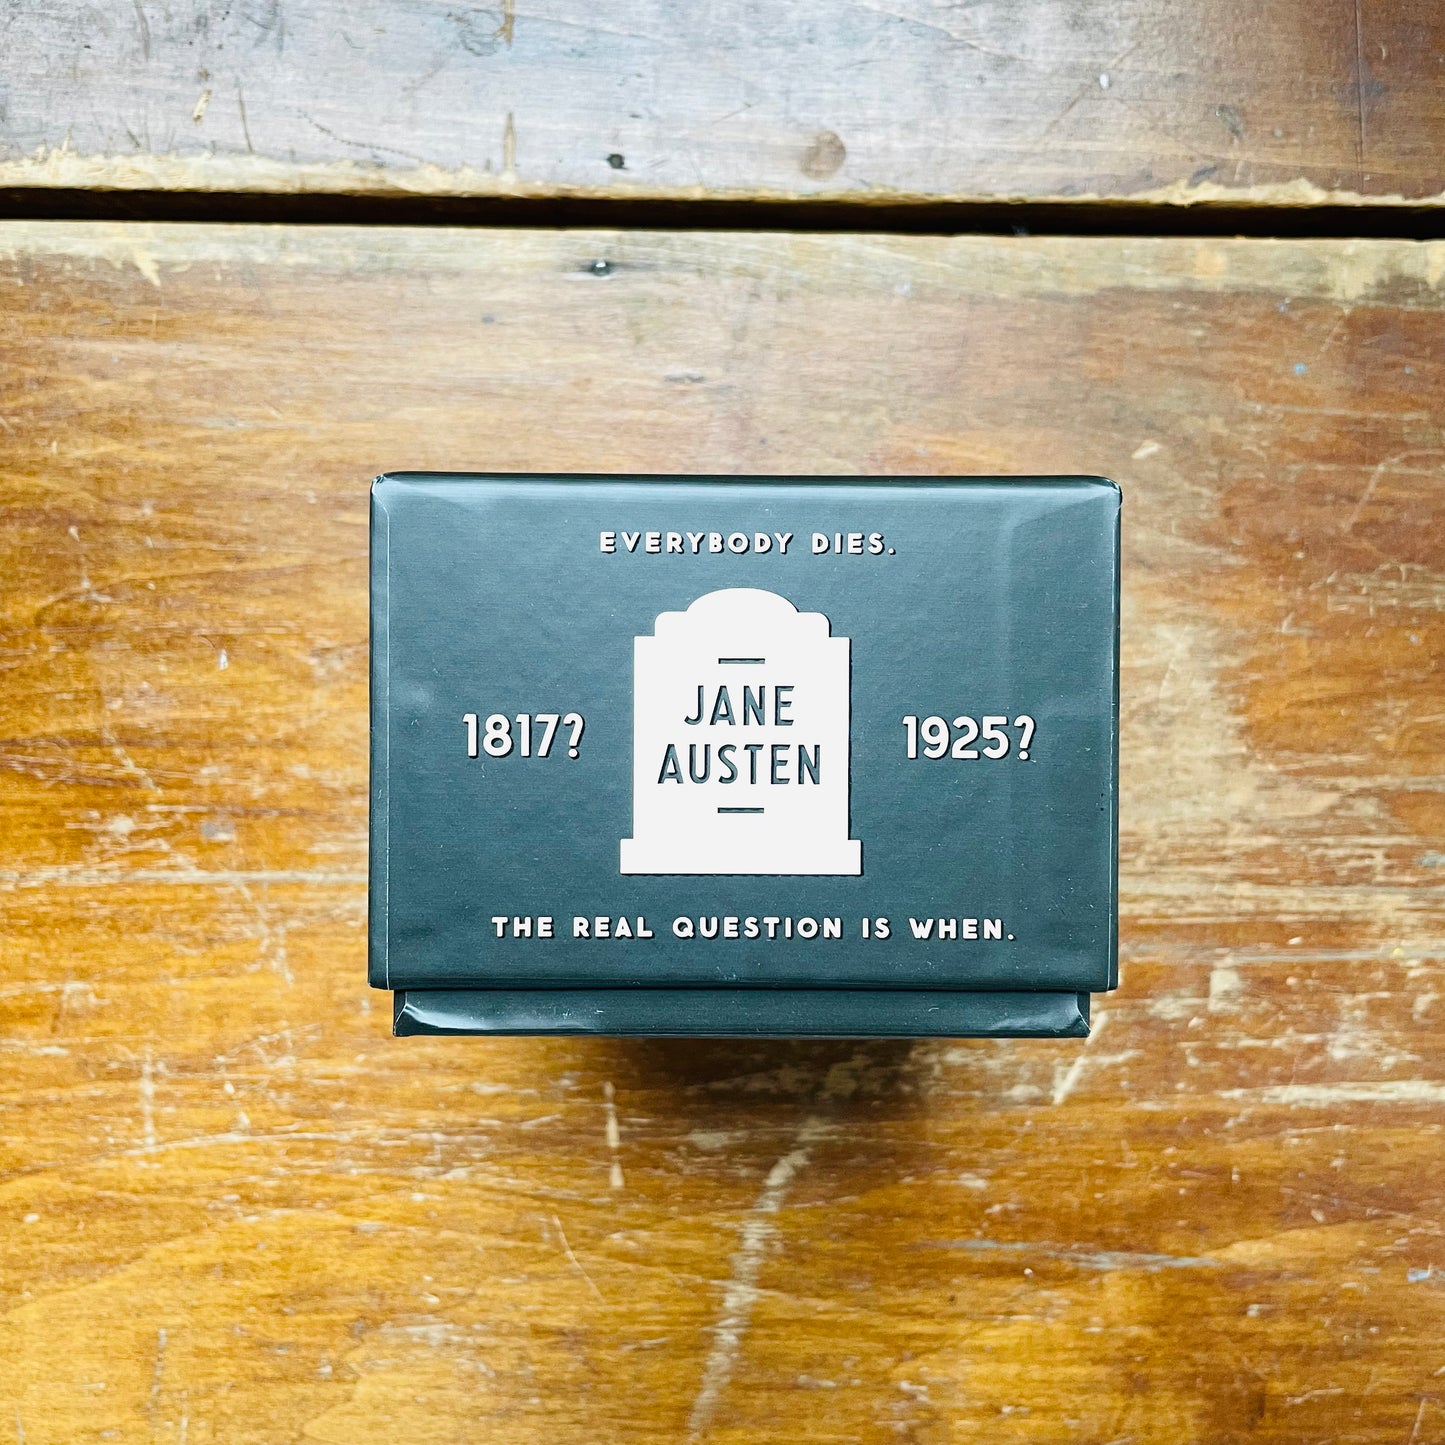 EVERYBODY DIES.
JANE
AUSTEN
1817?
1925?
THE REAL QUESTION IS WHEN.